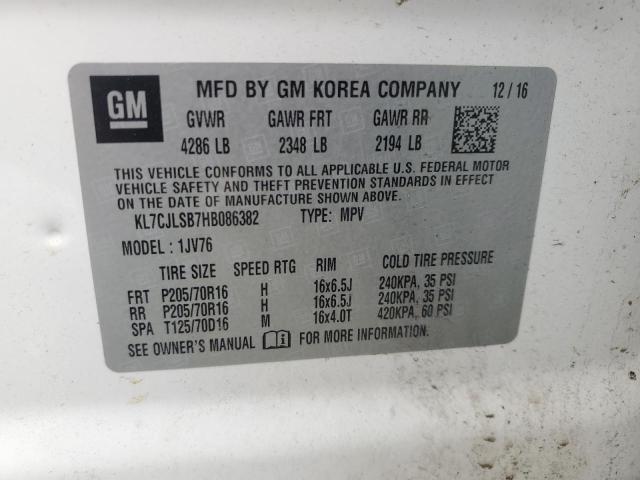 GM MFD BY GM KOREA COMPANY 12/16
GVWR GAWR FRT GAWR RR
4286 LB 2348 LB 2194 LB
THIS VEHICLE CONFORMS TO ALL APPLICABLE U.S. FEDERAL MOTOR
VEHICLE SAFETY AND THEFT PREVENTION STANDARDS IN EFFECT
ON THE DATE OF MANUFACTURE SHOWN ABOVE.
KL7CJLSB7HB086382 TYPE: MPV
MODEL: 1JV76
TIRE SIZE SPEED RTG RIM COLD TIRE PRESSURE
FRT P205/70R16 H 16x6.5J 240KPA, 35 PSI
RR P205/70R16 H 16x6.5J 240KPA, 35 PSI
SPA T125/70D16 M 16x4.0T 420KPA, 60 PSI
SEE OWNER'S MANUAL FOR ADDITIONAL INFORMATION.